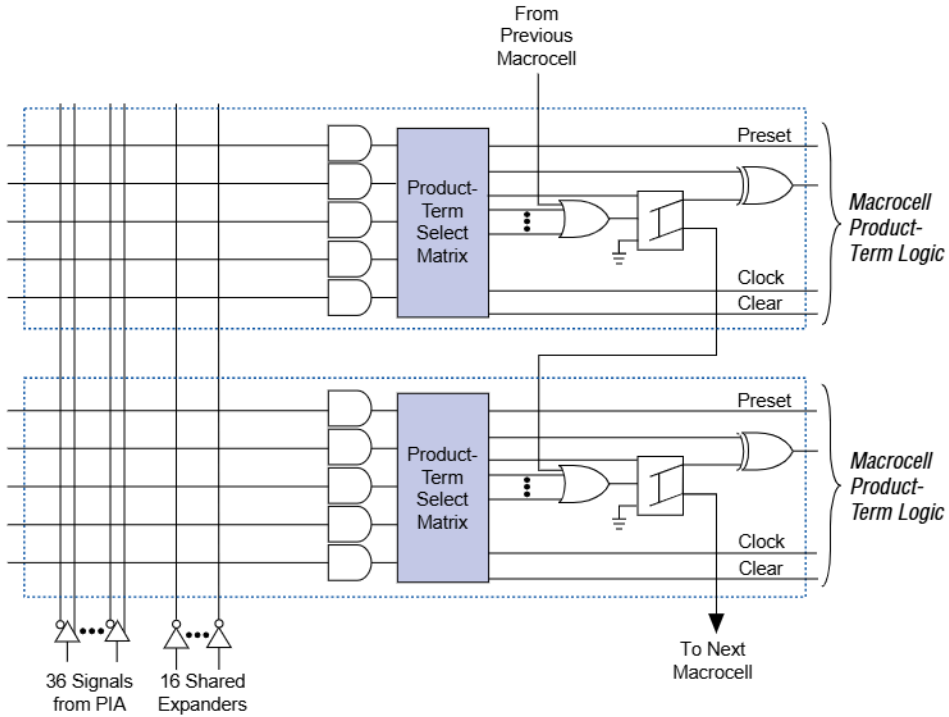 From
Previous
Macrocell
Preset
Product-
Term
Select
Matrix
Macrocell
Product-
Term Logic
Clock
Clear
Preset
Product-
Term
Select
Matrix
Macrocell
Product-
Term Logic
Clock
Clear
To Next
Macrocell
36 Signals
from PIA
16 Shared
Expanders